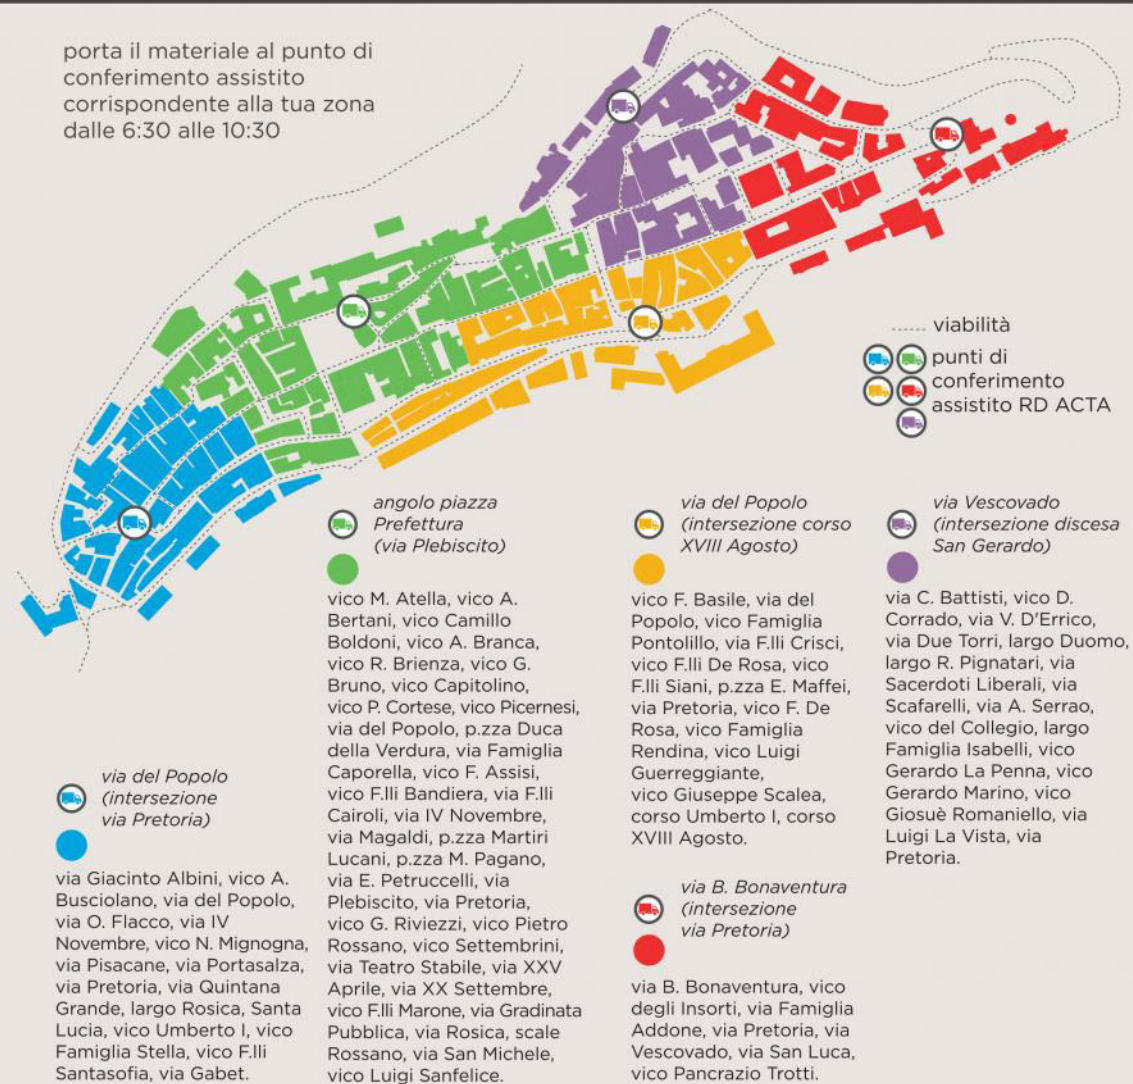 porta il materiale al punto di
conferimento assistito
corrispondente alla tua zona
dalle 6:30 alle 10:30
viabilità
punti di
conferimento
assistito RD ACTA
via del Popolo
(intersezione
via Pretoria)
via Giacinto Albini, vico A.
Busciolano, via del Popolo,
via O. Flacco, via IV
Novembre, vico N. Mignogna,
via Pisacane, via Portasalza,
via Pretoria, via Quintana
Grande, largo Rosica, Santa
Lucia, vico Umberto I, vico
Famiglia Stella, vico F.lli
Santasofia, via Gabet.
angolo piazza
Prefettura
(via Plebiscito)
vico M. Atella, vico A.
Bertani, vico Camillo
Boldoni, vico A. Branca,
vico R. Brienza, vico G.
Bruno, vico Capitolino,
vico P. Cortese, vico Picernesi,
via del Popolo, p.zza Duca
della Verdura, via Famiglia
Caporella, vico F. Assisi,
vico F.lli Bandiera, via F.lli
Cairoli, via IV Novembre,
via Magaldi, p.zza Martiri
Lucani, p.zza M. Pagano,
via E. Petruccelli, via
Plebiscito, via Pretoria,
vico G. Riviezzi, vico Pietro
Rossano, vico Settembrini,
via Teatro Stabile, via XXV
Aprile, via XX Settembre,
vico F.lli Marone, via Gradinata
Pubblica, via Rosica, scale
Rossano, via San Michele,
vico Luigi Sanfelice.
via del Popolo
(intersezione corso
XVIII Agosto)
vico F. Basile, via del
Popolo, vico Famiglia
Pontolillo, via F.lli Crisci,
vico F.lli De Rosa, vico
F.lli Siani, p.zza E. Maffei,
via Pretoria, vico F. De
Rosa, vico Famiglia
Rendina, vico Luigi
Guerreggiante,
vico Giuseppe Scalea,
corso Umberto I, corso
XVIII Agosto.
via B. Bonaventura
(intersezione
via Pretoria)
via B. Bonaventura, vico
degli Insorti, via Famiglia
Addone, via Pretoria, via
Vescovado, via San Luca,
vico Pancrazio Trotti.
via Vescovado
(intersezione discesa
San Gerardo)
via C. Battisti, vico D.
Corrado, via V. D'Errico,
via Due Torri, largo Duomo,
largo R. Pignatari, via
Sacerdoti Liberali, via
Scafarelli, via A. Serrao,
vico del Collegio, largo
Famiglia Isabelli, vico
Gerardo La Penna, vico
Gerardo Marino, vico
Giosuè Romaniello, via
Luigi La Vista, via
Pretoria.